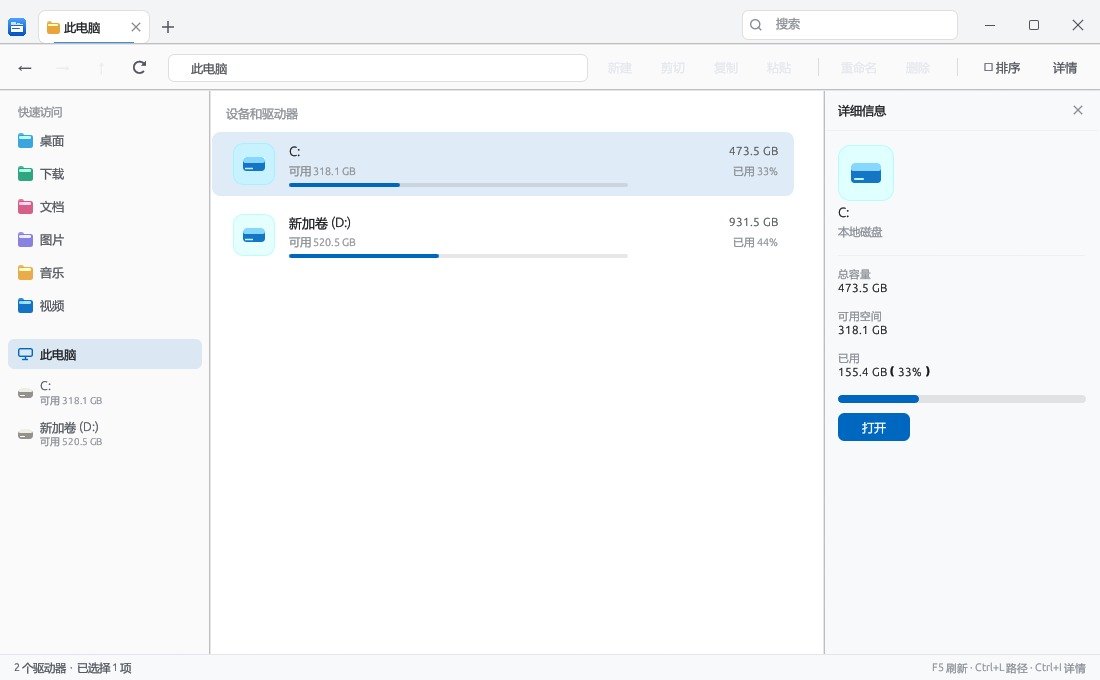 此电脑
搜索
此电脑
新建 剪切 复制 粘贴 重命名 删除 排序 详情
快速访问
桌面
下载
文档
图片
音乐
视频
此电脑
C:
可用 318.1 GB
新加卷 (D:)
可用 520.5 GB
设备和驱动器
C:
可用 318.1 GB
473.5 GB
已用 33%
新加卷 (D:)
可用 520.5 GB
931.5 GB
已用 44%
详细信息
C:
本地磁盘
总容量
473.5 GB
可用空间
318.1 GB
已用
155.4 GB ( 33% )
打开
2 个驱动器 · 已选择 1 项
F5 刷新 · Ctrl+L 路径 · Ctrl+I 详情